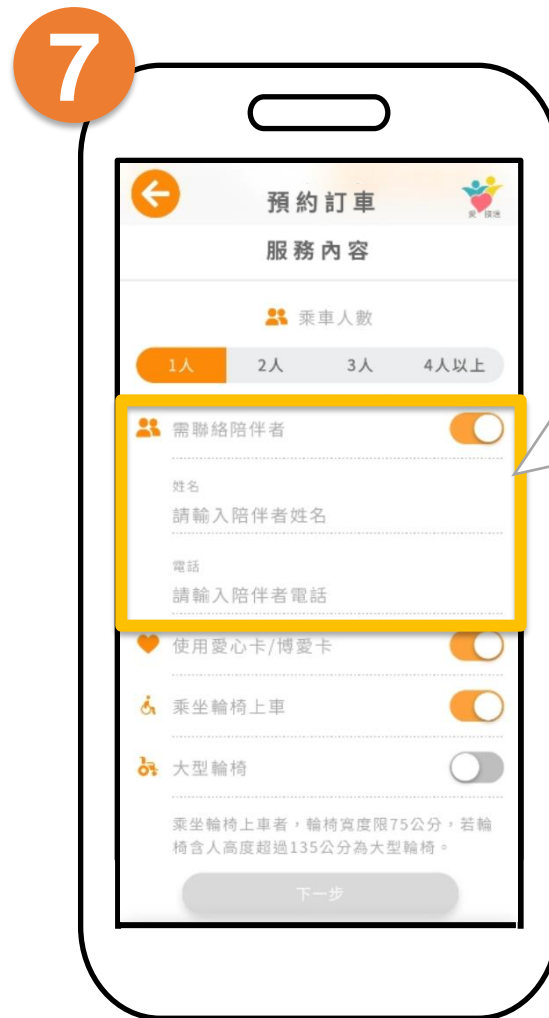 7
預約訂車
愛接送
服務內容
乘車人數
1人 2人 3人 4人以上
需聯絡陪伴者
姓名
請輸入陪伴者姓名
電話
請輸入陪伴者電話
使用愛心卡/博愛卡
乘坐輪椅上車
大型輪椅
乘坐輪椅上車者，輪椅寬度限75公分，若輪
椅含人高度超過135公分為大型輪椅。
下一步